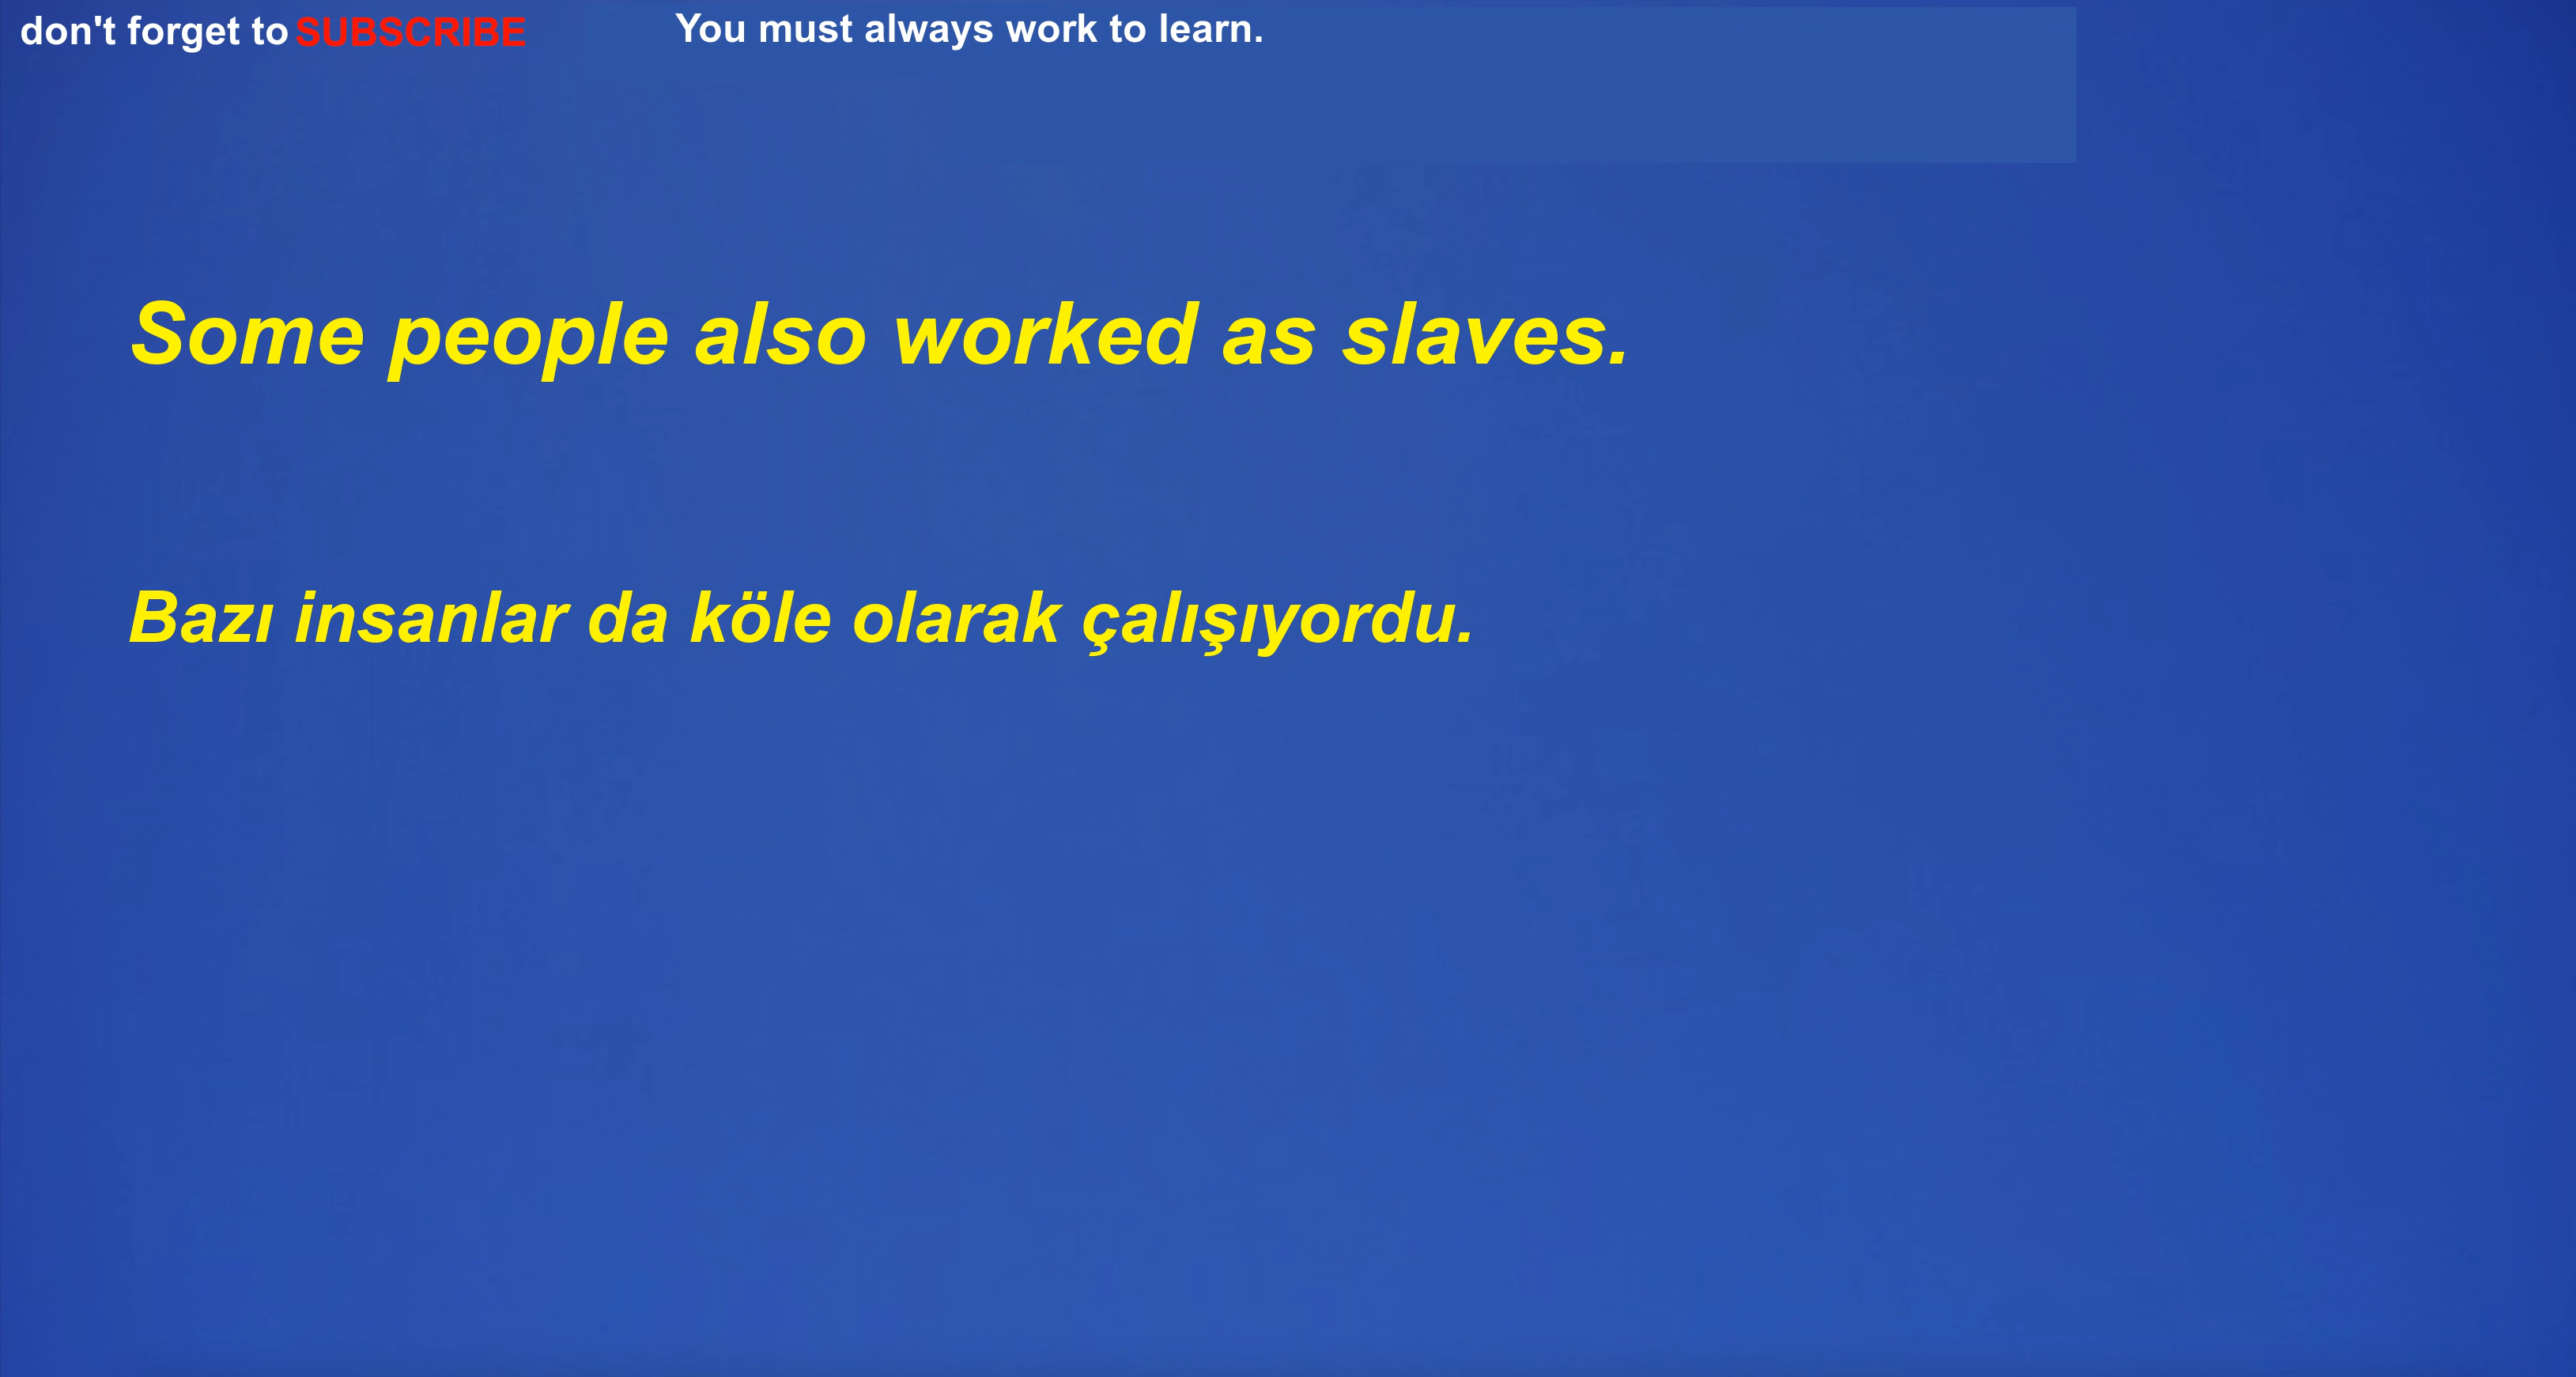 don't forget to SUBSCRIBE
You must always work to learn.
Some people also worked as slaves.
Bazı insanlar da köle olarak çalışıyordu.